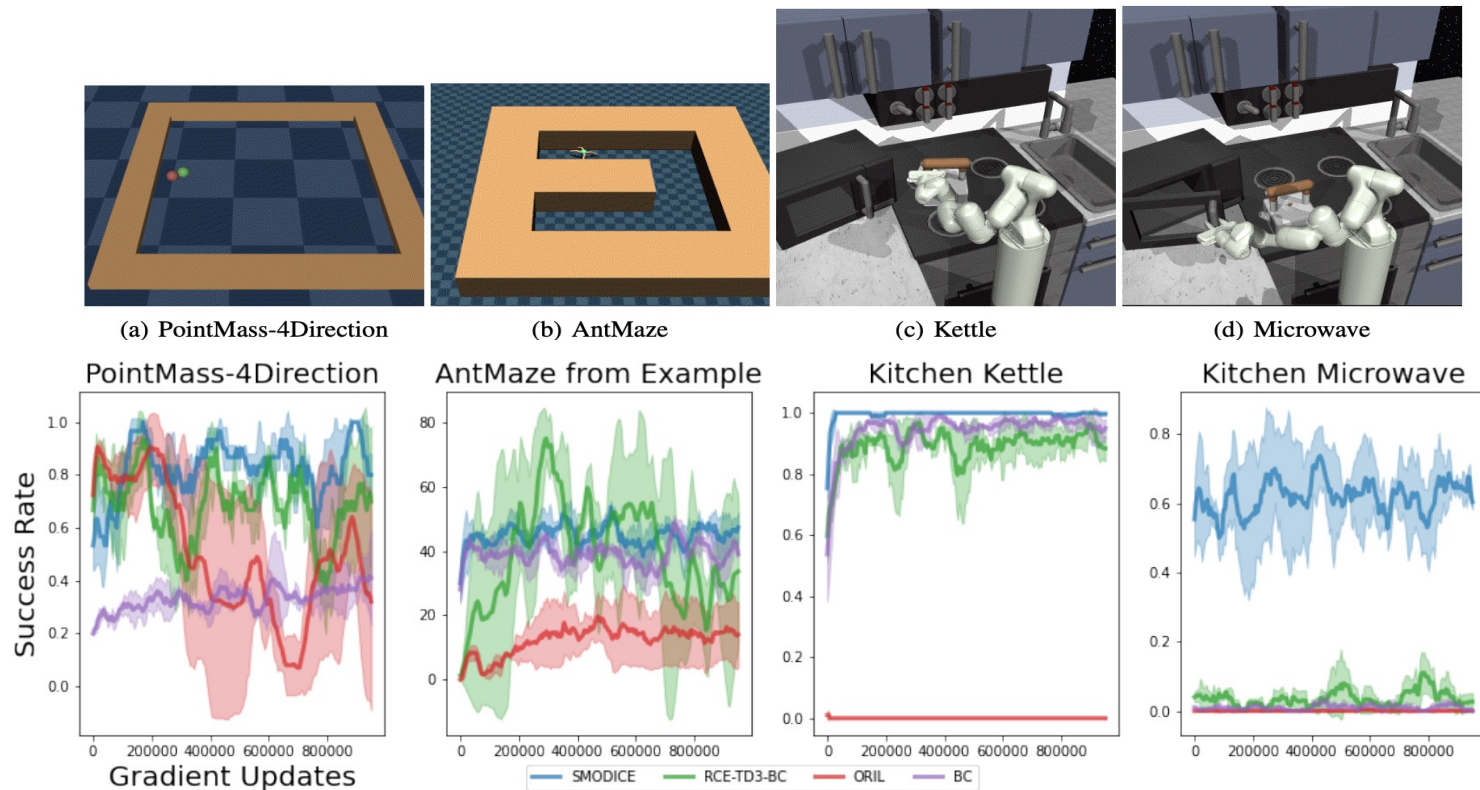 (a) PointMass-4Direction
(b) AntMaze
(c) Kettle
(d) Microwave
PointMass-4Direction
AntMaze from Example
Kitchen Kettle
Kitchen Microwave
Success Rate
1.0
0.8
0.6
0.4
0.2
0.0
80
60
40
20
0
1.0
0.8
0.6
0.4
0.2
0.0
0.8
0.6
0.4
0.2
0.0
0 200000 400000 600000 800000
0 200000 400000 600000 800000
0 200000 400000 600000 800000
0 200000 400000 600000 800000
Gradient Updates
SMODICE RCE-TD3-BC ORIL BC